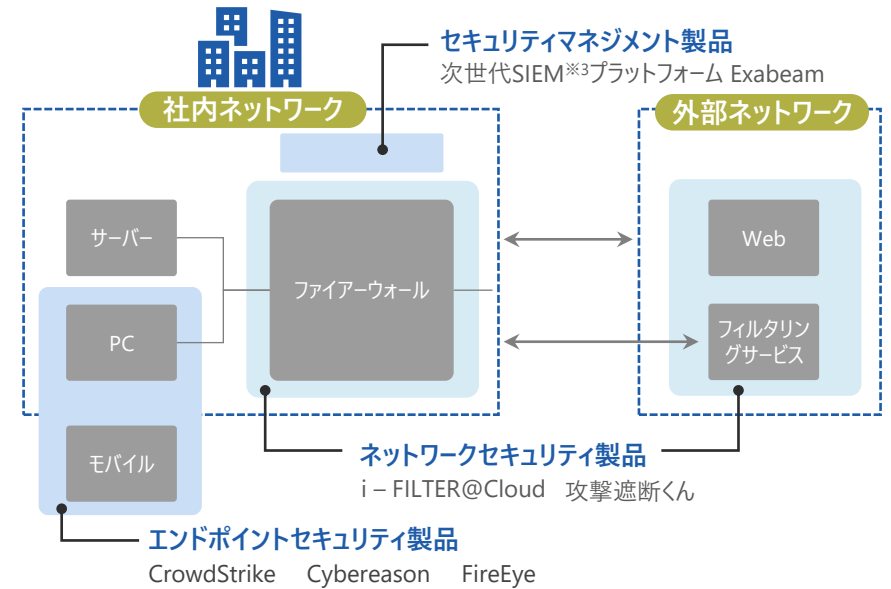 セキュリティマネジメント製品
次世代SIEM※3プラットフォーム Exabeam
社内ネットワーク
外部ネットワーク
サーバー
ファイアーウォール
Web
PC
フィルタリン
グサービス
モバイル
ネットワークセキュリティ製品
i – FILTER@Cloud 攻撃遮断くん
エンドポイントセキュリティ製品
CrowdStrike Cybereason FireEye